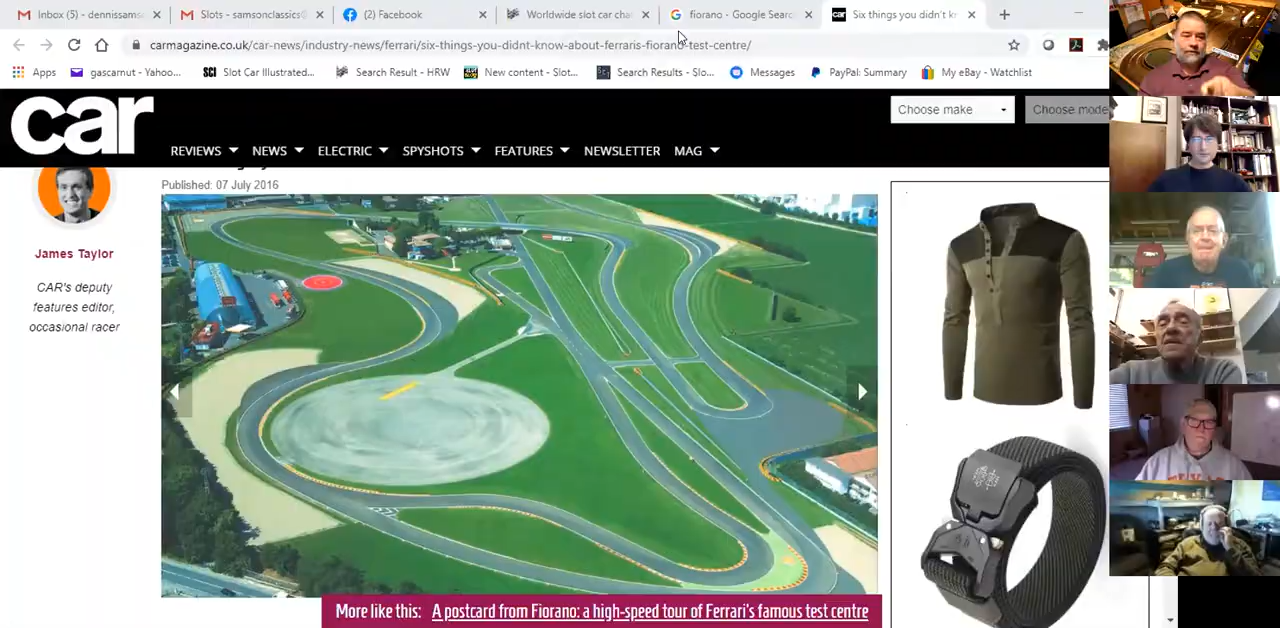 Inbox (5) - dennissams
Slots - samsonclassics@
(2) Facebook
Worldwide slot car cha
fiorano - Google Searc
Six things you didn't k
carmagazine.co.uk/car-news/industry-news/ferrari/six-things-you-didnt-know-about-ferraris-fiorano-test-centre/
Apps
gascarnut - Yahoo...
SCI
Slot Car Illustrated...
Search Result - HRW
New content - Slot...
Search Results - Slo...
Messages
PayPal: Summary
My eBay - Watchlist
car
Choose make
Choose mode
REVIEWS
NEWS
ELECTRIC
SPYSHOTS
FEATURES
NEWSLETTER
MAG
Published: 07 July 2016
James Taylor
CAR's deputy
features editor,
occasional racer
More like this: A postcard from Fiorano: a high-speed tour of Ferrari's famous test centre